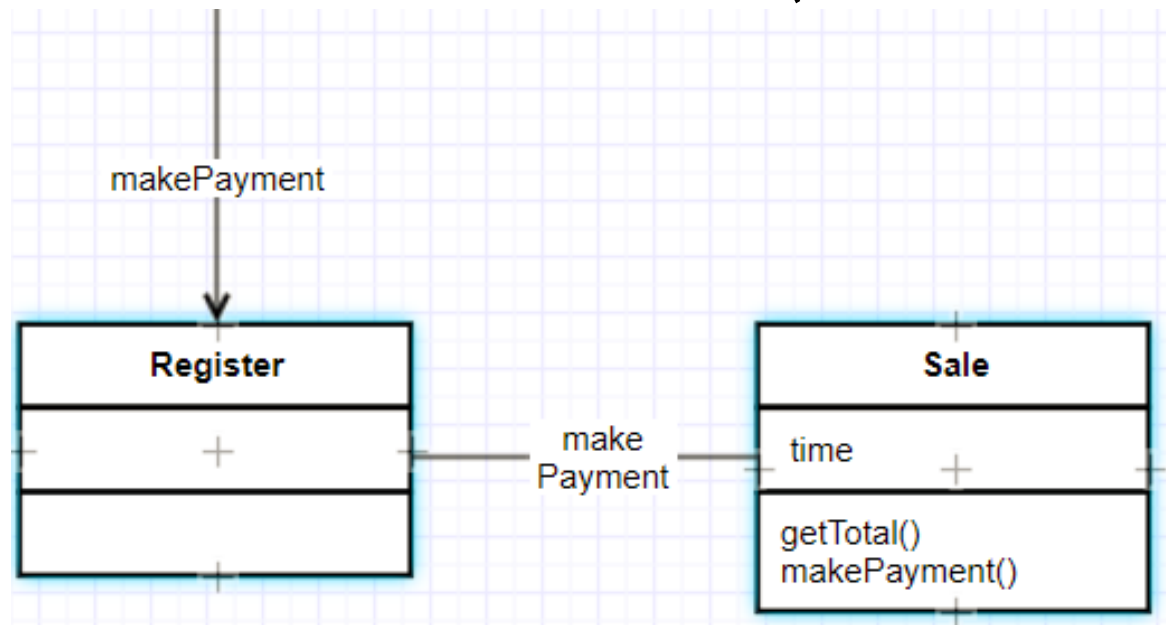 makePayment
Register
Sale
make
Payment
time
getTotal()
makePayment()